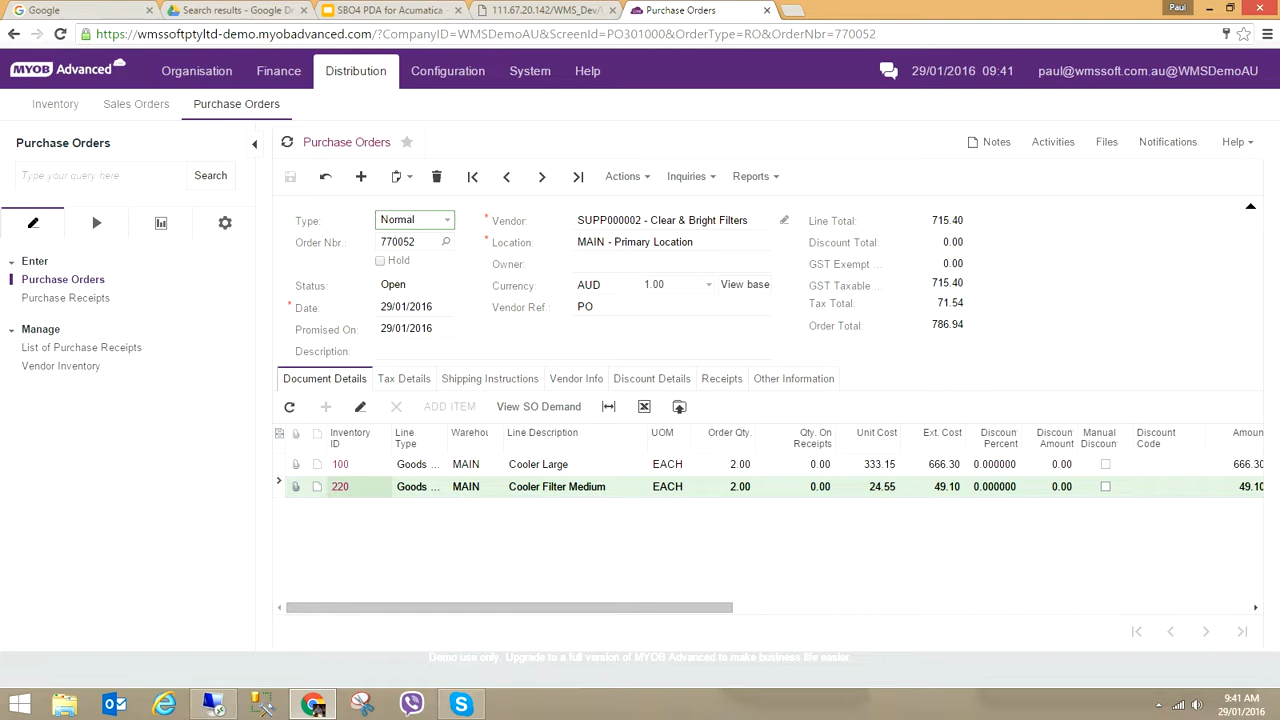 Google
Search results - Google Dr
SBO4 PDA for Acumatica -
111.67.20.142/WMS_Dev/
Purchase Orders
Paul
https://wmssoftptyltd-demo.myobadvanced.com/?CompanyID=WMSDemoAU&ScreenId=PO301000&OrderType=RO&OrderNbr=770052
MYOB Advanced
Organisation
Finance
Distribution
Configuration
System
Help
29/01/2016 09:41
paul@wmssoft.com.au@WMSDemoAU
Inventory
Sales Orders
Purchase Orders
Purchase Orders
Type your query here
Search
Enter
Purchase Orders
Purchase Receipts
Manage
List of Purchase Receipts
Vendor Inventory
Purchase Orders
Notes
Activities
Files
Notifications
Help
Actions
Inquiries
Reports
Type: Normal
* Vendor: SUPP000002 - Clear & Bright Filters
Line Total: 715.40
Order Nbr.: 770052
* Location: MAIN - Primary Location
Discount Total: 0.00
Hold
Owner:
GST Exempt ... 0.00
Status: Open
Currency: AUD 1.00 View base
GST Taxable ... 715.40
* Date: 29/01/2016
Vendor Ref.: PO
Tax Total: 71.54
Promised On: 29/01/2016
Order Total: 786.94
Description:
Document Details
Tax Details
Shipping Instructions
Vendor Info
Discount Details
Receipts
Other Information
ADD ITEM
View SO Demand
Inventory ID
Line Type
Warehou
Line Description
UOM
Order Qty.
Qty. On Receipts
Unit Cost
Ext. Cost
Discoun Percent
Discoun Amount
Manual Discoun
Discount Code
Amoun
100 Goods ... MAIN Cooler Large EACH 2.00 0.00 333.15 666.30 0.000000 0.00 666.30
220 Goods ... MAIN Cooler Filter Medium EACH 2.00 0.00 24.55 49.10 0.000000 0.00 49.10
Demo use only. Upgrade to a full version of MYOB Advanced to make business life easier.
9:41 AM
29/01/2016